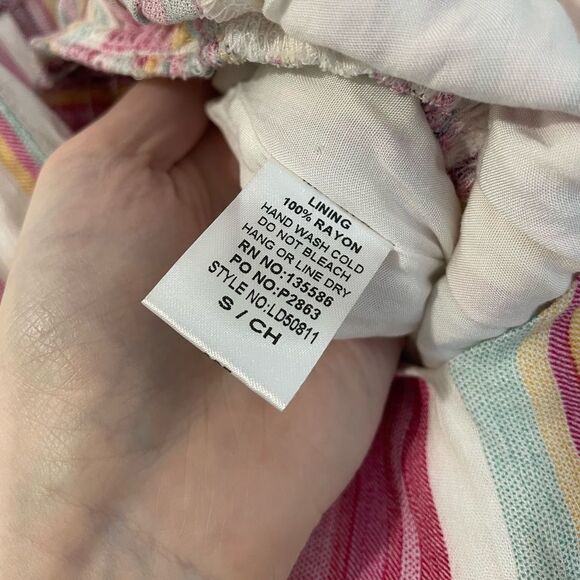 LINING
100% RAYON
HAND WASH COLD
DO NOT BLEACH
HANG OR LINE DRY
RN NO:135586
PO NO:P2863
STYLE NO:LD50811
S / CH